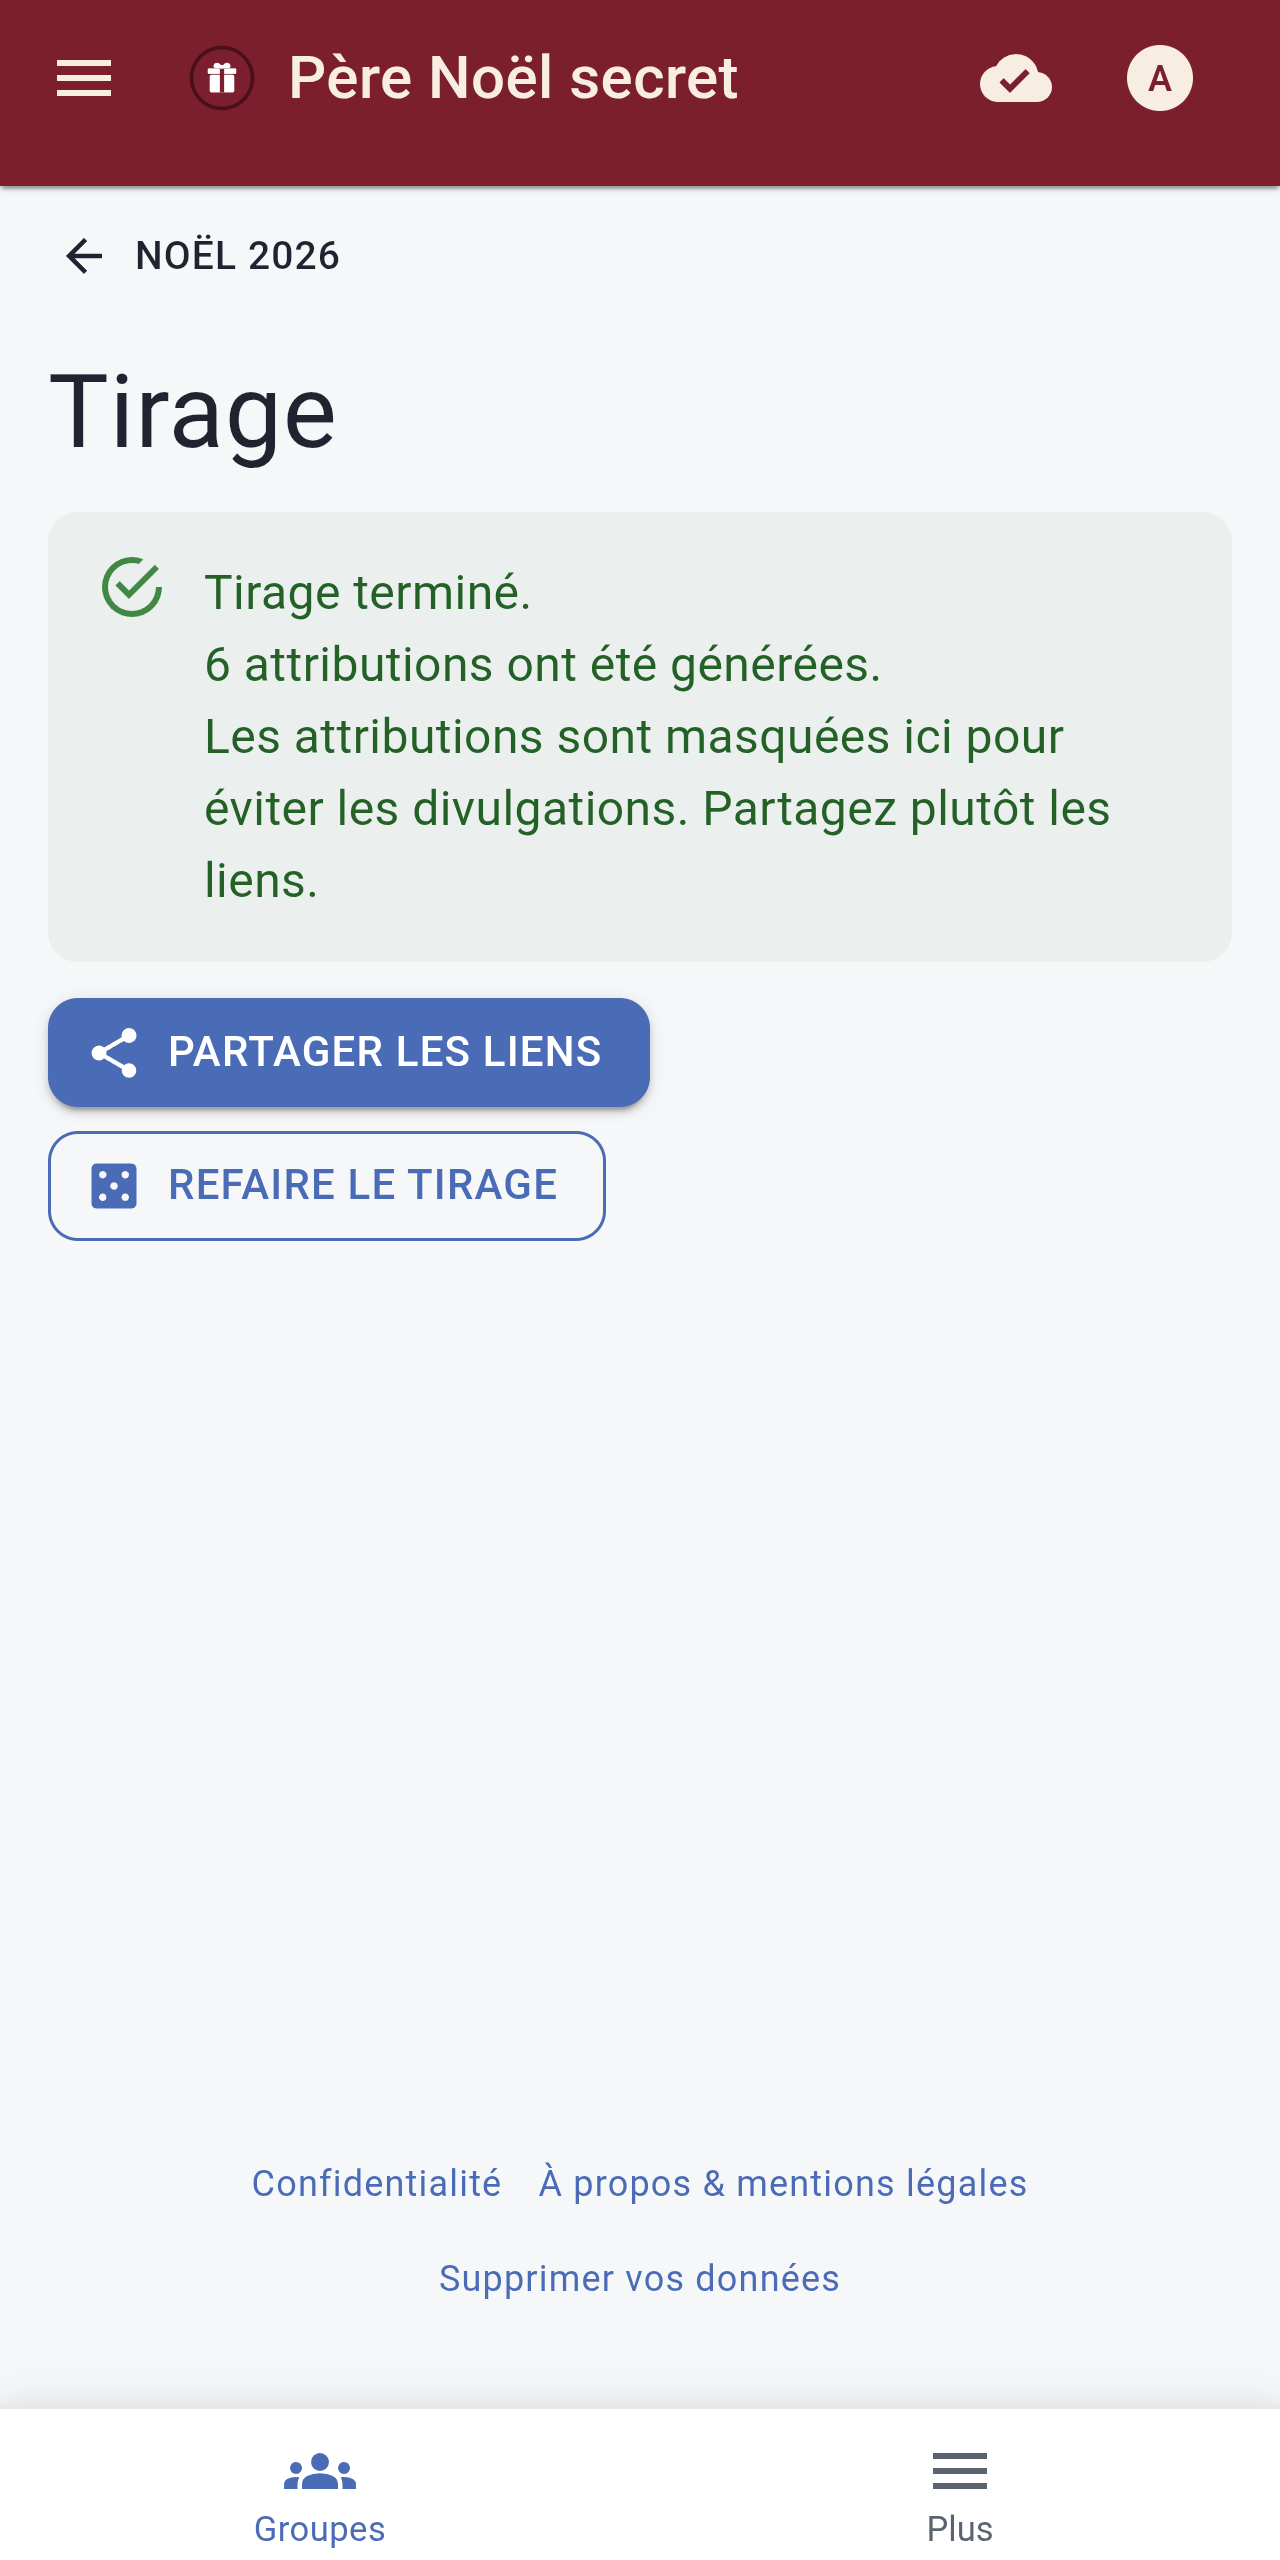 Père Noël secret
A
NOËL 2026
Tirage
Tirage terminé.
6 attributions ont été générées.
Les attributions sont masquées ici pour
éviter les divulgations. Partagez plutôt les
liens.
PARTAGER LES LIENS
REFAIRE LE TIRAGE
Confidentialité À propos & mentions légales
Supprimer vos données
Groupes Plus